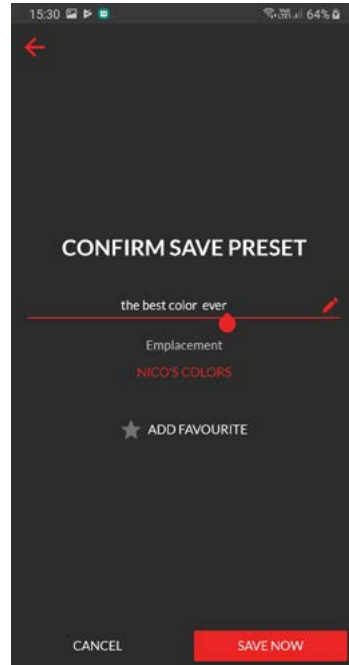 15:30 64%
CONFIRM SAVE PRESET
the best color ever
Emplacement
NICO'S COLORS
ADD FAVOURITE
CANCEL SAVE NOW